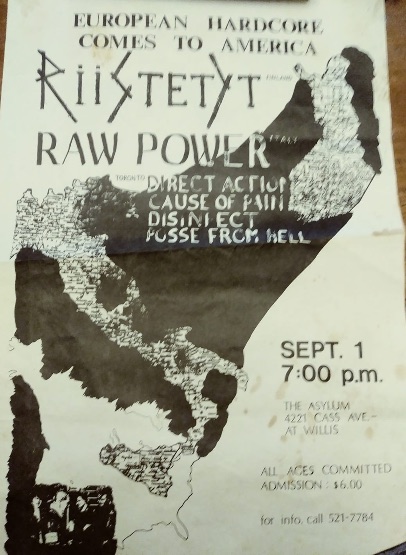 EUROPEAN HARDCORE
COMES TO AMERICA
RiiSTETYT
FINLAND
RAW POWER
ITALY
TORONTO
DIRECT ACTION
CAUSE OF PAIN
DISINFECT
POSSE FROM HELL
SEPT. 1
7:00 p.m.
THE ASYLUM
4221 CASS AVE.-
AT WILLIS
ALL AGES COMMITTED
ADMISSION : $6.00
for info, call 521-7784